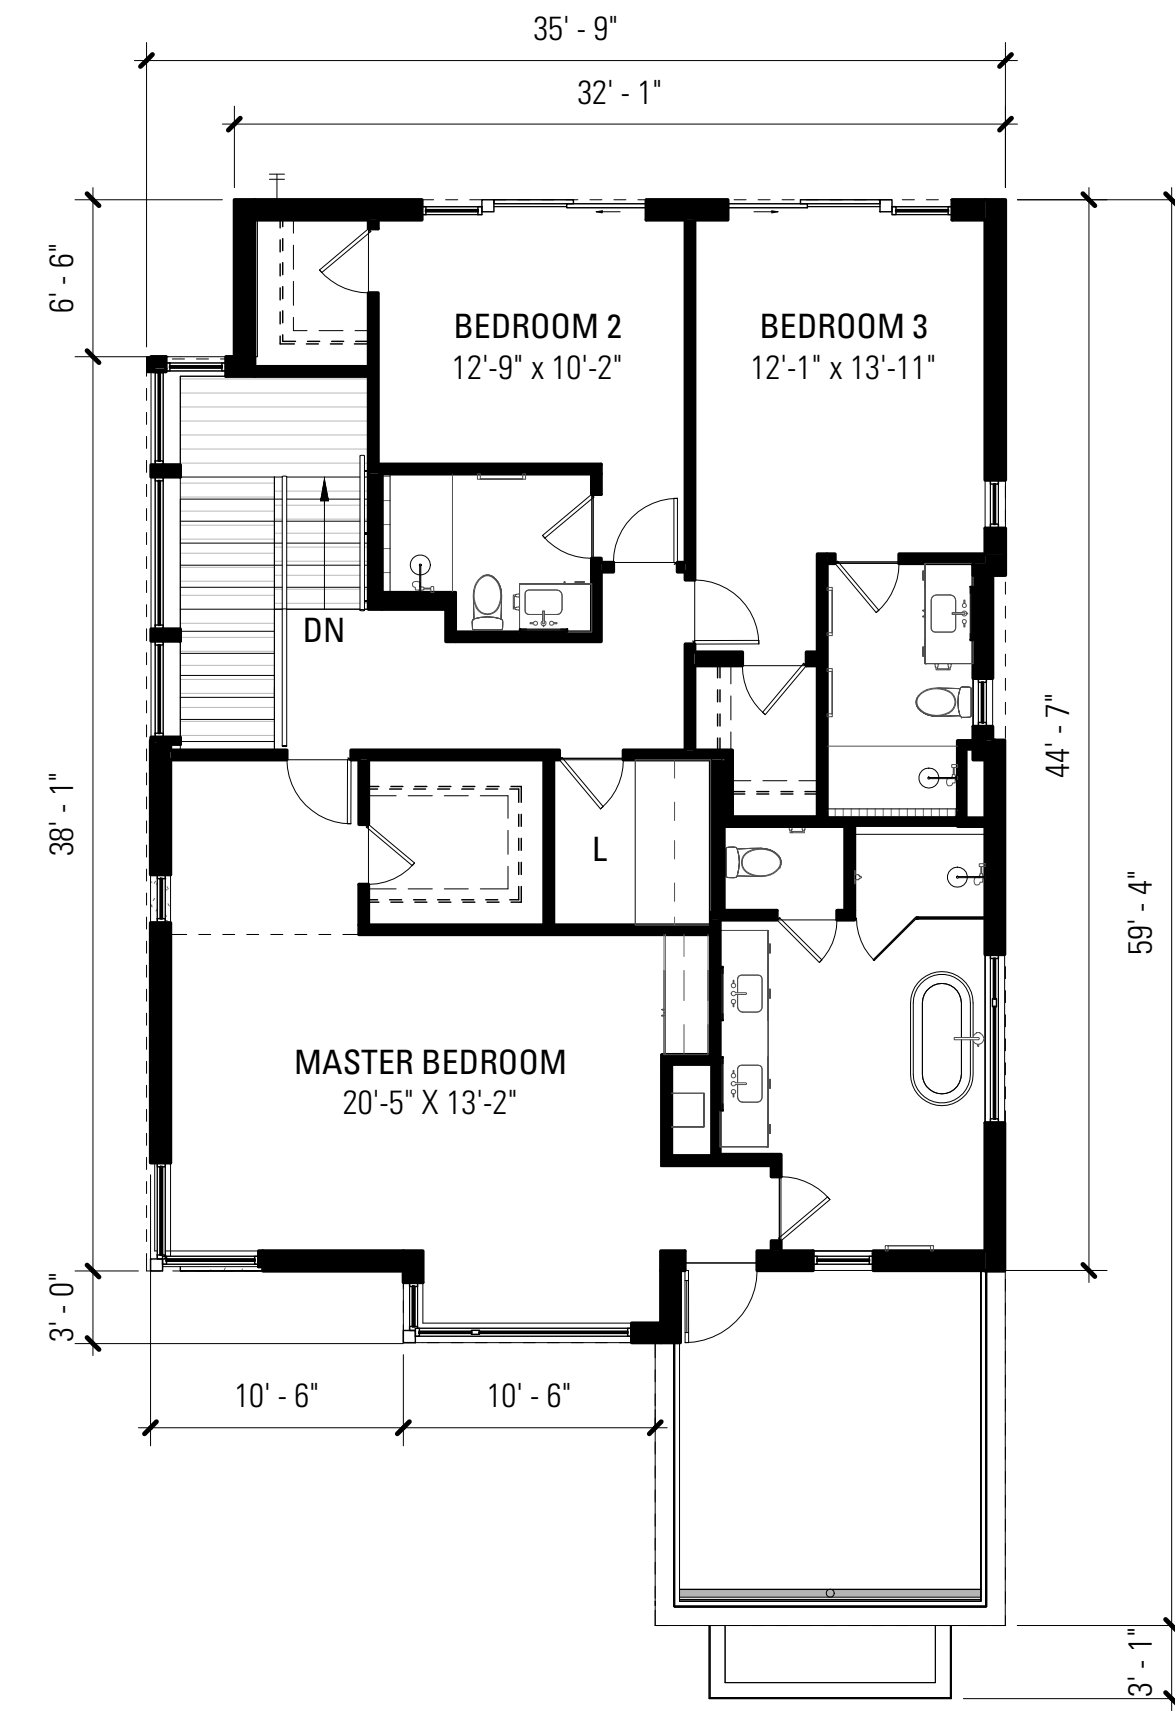 35' - 9"
32' - 1"
6' - 6"
BEDROOM 2
12'-9" x 10'-2"
BEDROOM 3
12'-1" x 13'-11"
DN
44' - 7"
38' - 1"
L
59' - 4"
MASTER BEDROOM
20'-5" X 13'-2"
3' - 0"
10' - 6"
10' - 6"
3' - 1"